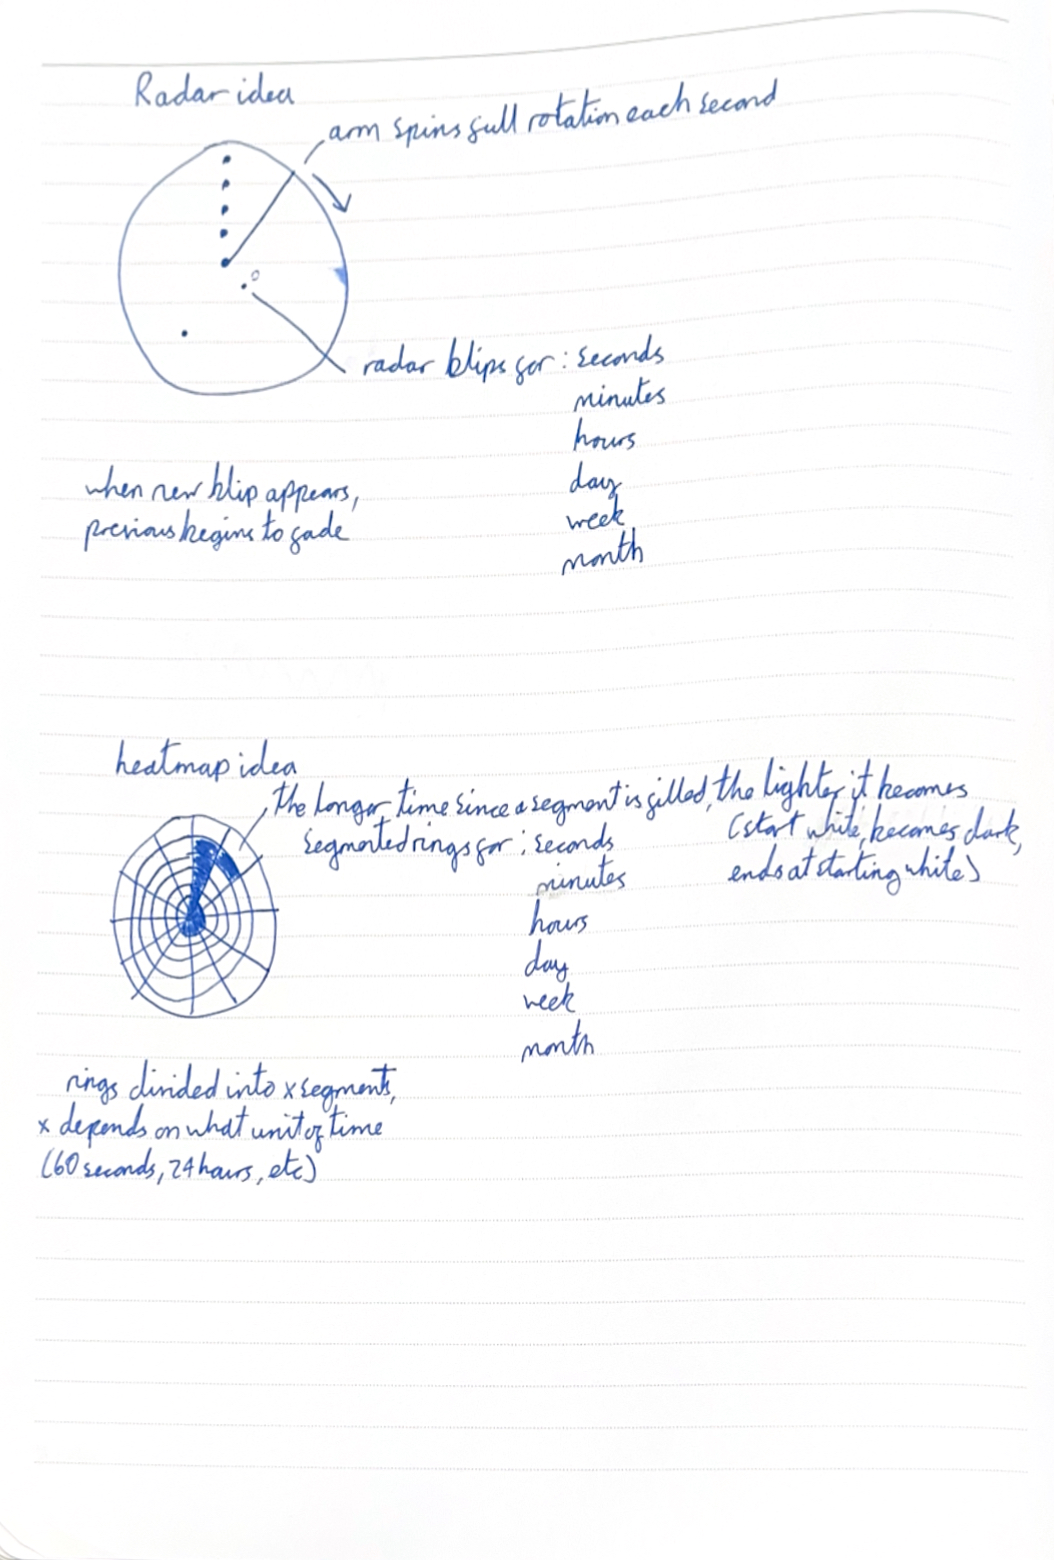 Radar idea
arm spins full rotation each second
radar blips for: seconds
minutes
hours
day
week
month
when new blip appears,
previous begins to fade
heatmap idea
the longer time since a segment is filled, the lighter it becomes
(start white, becomes dark,
ends at starting white)
segmented rings for: seconds
minutes
hours
day
week
month
rings divided into x segments,
x depends on what unit of time
(60 seconds, 24 hours, etc)